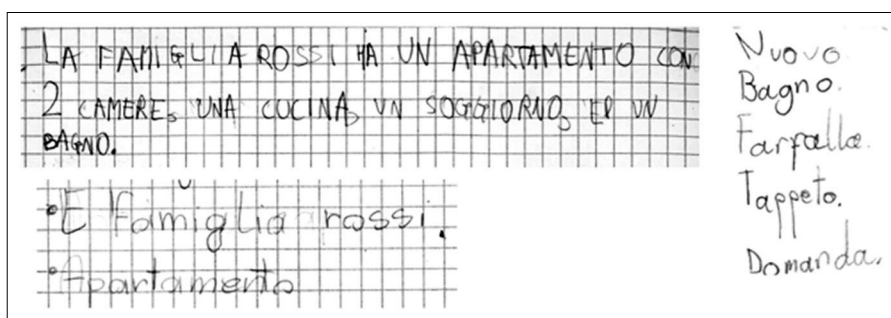 LA FAMIGLIA ROSSI HA UN APARTAMENTO CON
2 CAMERE, UNA CUCINA, UN SOGGIORNO, ED UN
BAGNO.
•E Famiglia rossi.
•Apartamento
Nuovo.
Bagno.
Farfalla.
Tappeto.
Domanda.